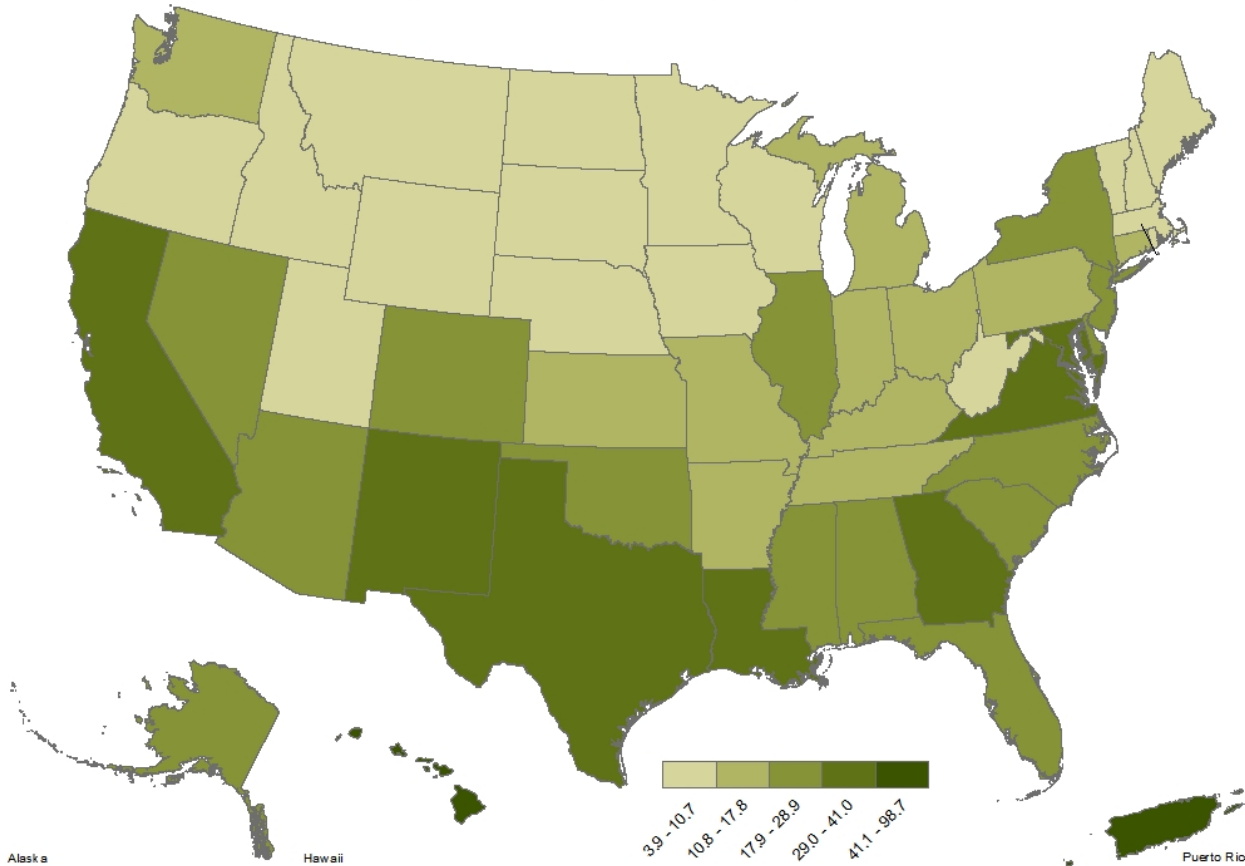 3.9 - 10.7
10.8 - 17.8
17.9 - 28.9
29.0 - 41.0
41.1 - 98.7
Alaska
Hawaii
Puerto Rio